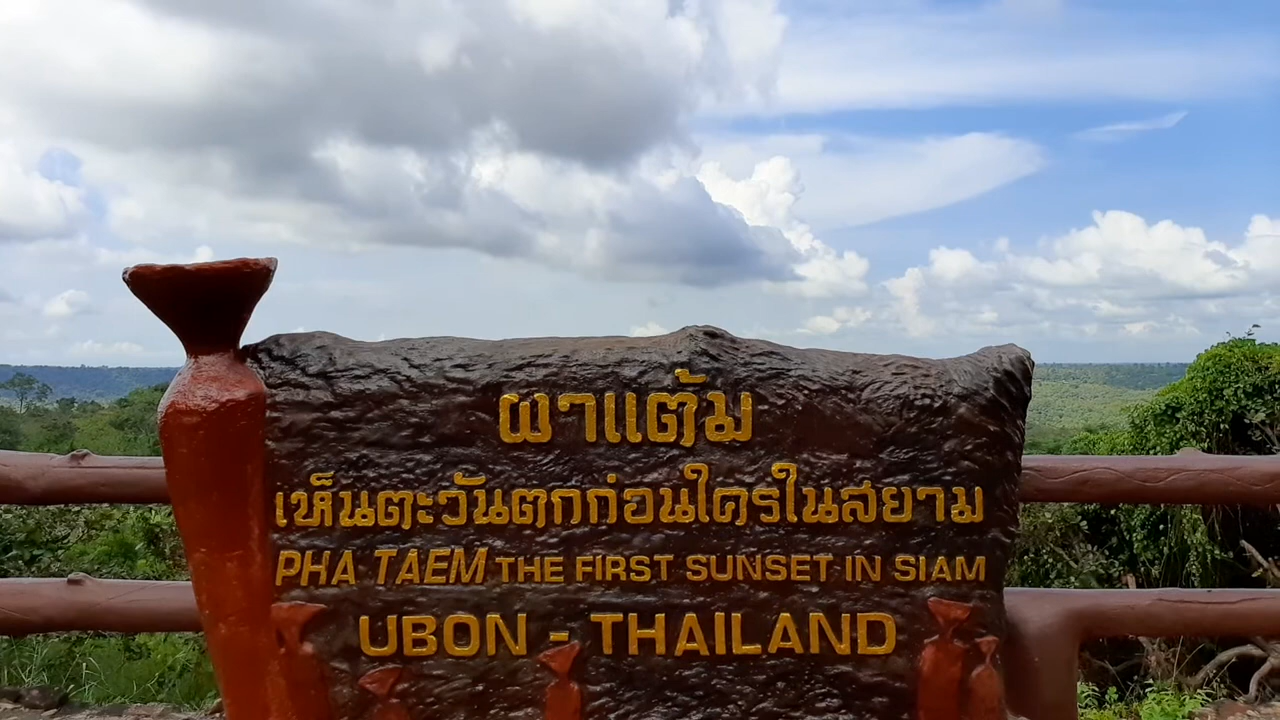 ผาแต้ม
เห็นตะวันตกก่อนใครในสยาม
PHA TAEM THE FIRST SUNSET IN SIAM
UBON - THAILAND